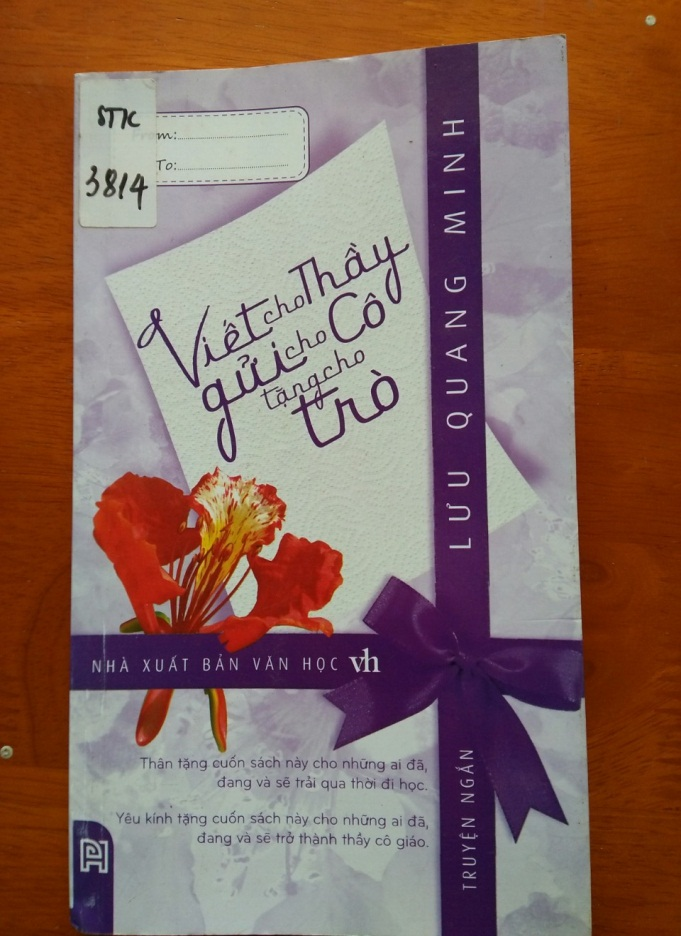 STK
3814
From:
To:
Viết cho Thầy
gửi cho Cô
tặng cho
trò
LƯU QUANG MINH
NHÀ XUẤT BẢN VĂN HỌC vh
Thân tặng cuốn sách này cho những ai đã,
đang và sẽ trải qua thời đi học.
Yêu kính tặng cuốn sách này cho những ai đã,
đang và sẽ trở thành thầy cô giáo.
TRUYỆN NGẮN